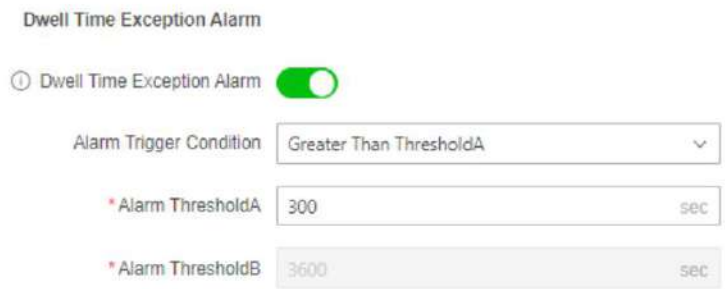 Dwell Time Exception Alarm
Dwell Time Exception Alarm
Alarm Trigger Condition Greater Than ThresholdA
* Alarm ThresholdA 300 sec
* Alarm ThresholdB 3600 sec